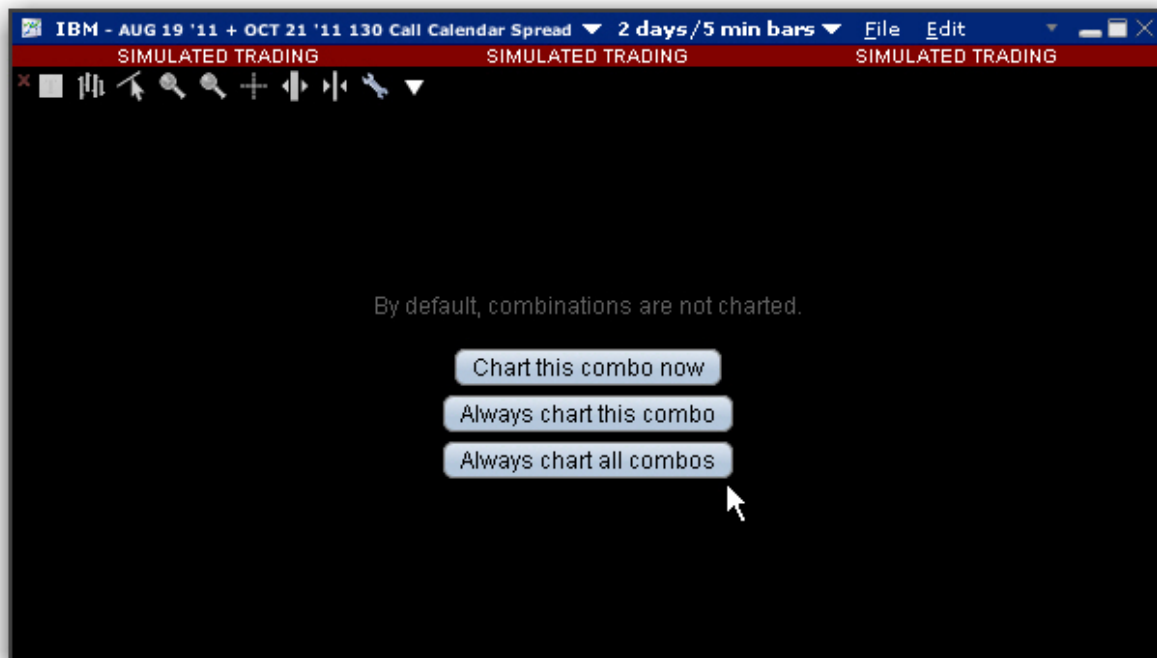 IBM - AUG 19 '11 + OCT 21 '11 130 Call Calendar Spread 2 days/5 min bars File Edit
SIMULATED TRADING SIMULATED TRADING SIMULATED TRADING
By default, combinations are not charted.
Chart this combo now
Always chart this combo
Always chart all combos